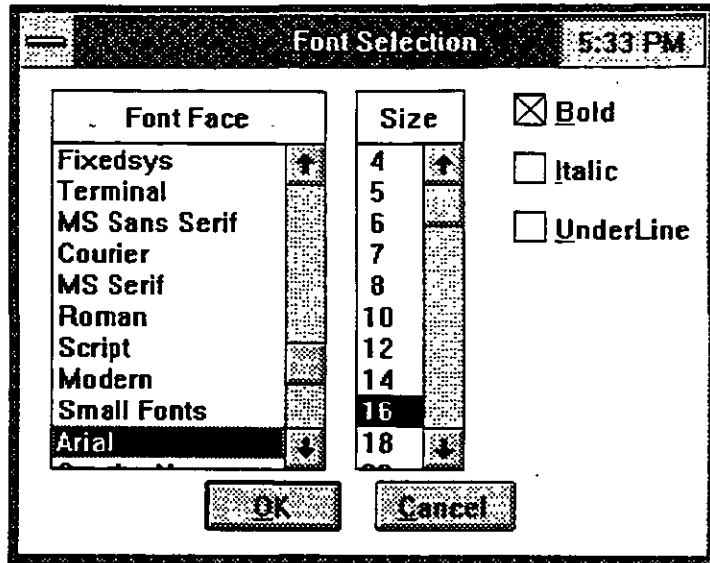 Font Selection 5:33 PM
Font Face
Fixedsys
Terminal
MS Sans Serif
Courier
MS Serif
Roman
Script
Modern
Small Fonts
Arial
Size
4
5
6
7
8
10
12
14
16
18
Bold
Italic
UnderLine
OK
Cancel